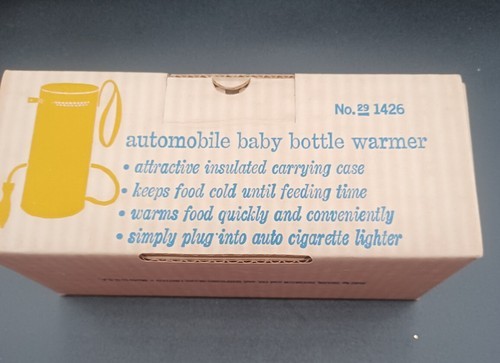 No. 29 1426
automobile baby bottle warmer
• attractive insulated carrying case
• keeps food cold until feeding time
• warms food quickly and conveniently
• simply plug into auto cigarette lighter